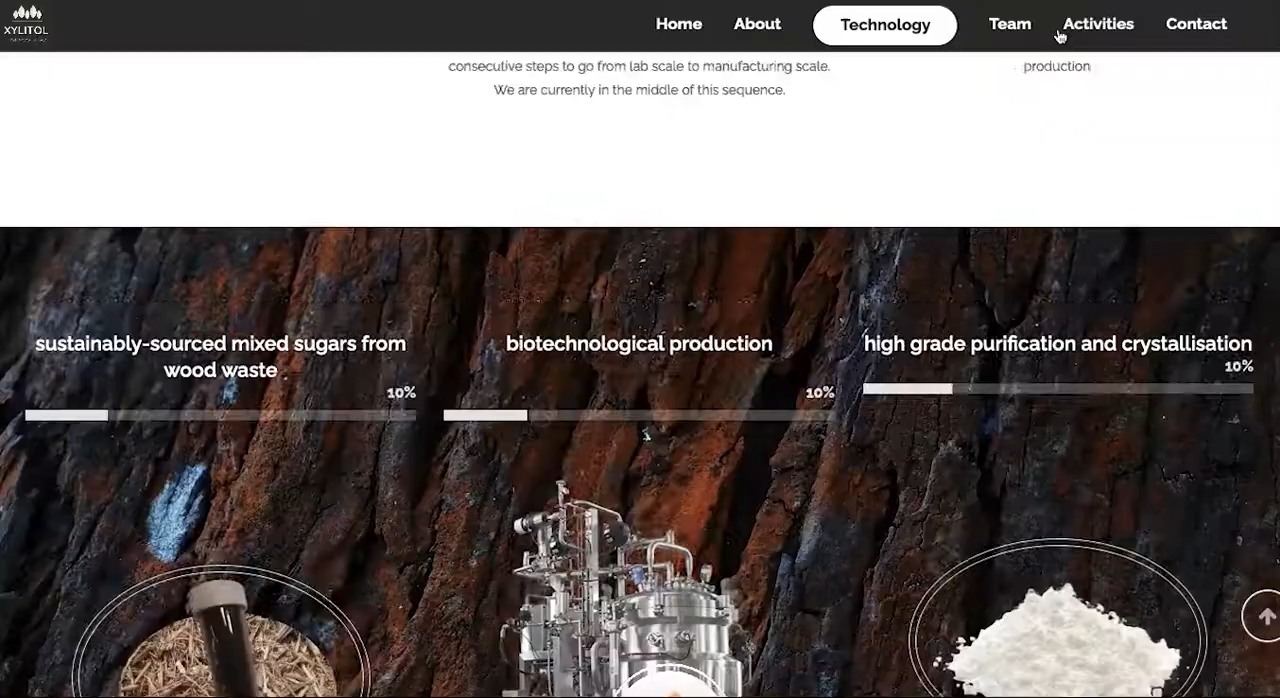 XYLITOL
Home About Technology Team Activities Contact
consecutive steps to go from lab scale to manufacturing scale.
We are currently in the middle of this sequence.
production
sustainably-sourced mixed sugars from
wood waste
10%
biotechnological production
10%
high grade purification and crystallisation
10%